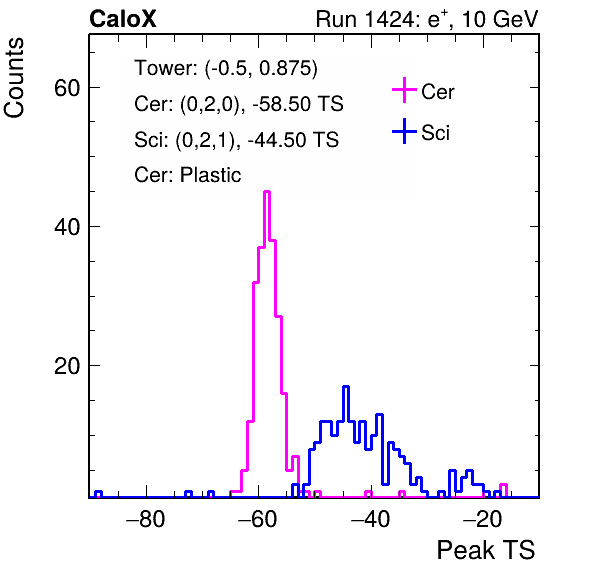 CaloX Run 1424: e+, 10 GeV
Counts
Tower: (-0.5, 0.875)
Cer: (0,2,0), -58.50 TS
Sci: (0,2,1), -44.50 TS
Cer: Plastic
Cer
Sci
60
40
20
−80 −60 −40 −20
Peak TS